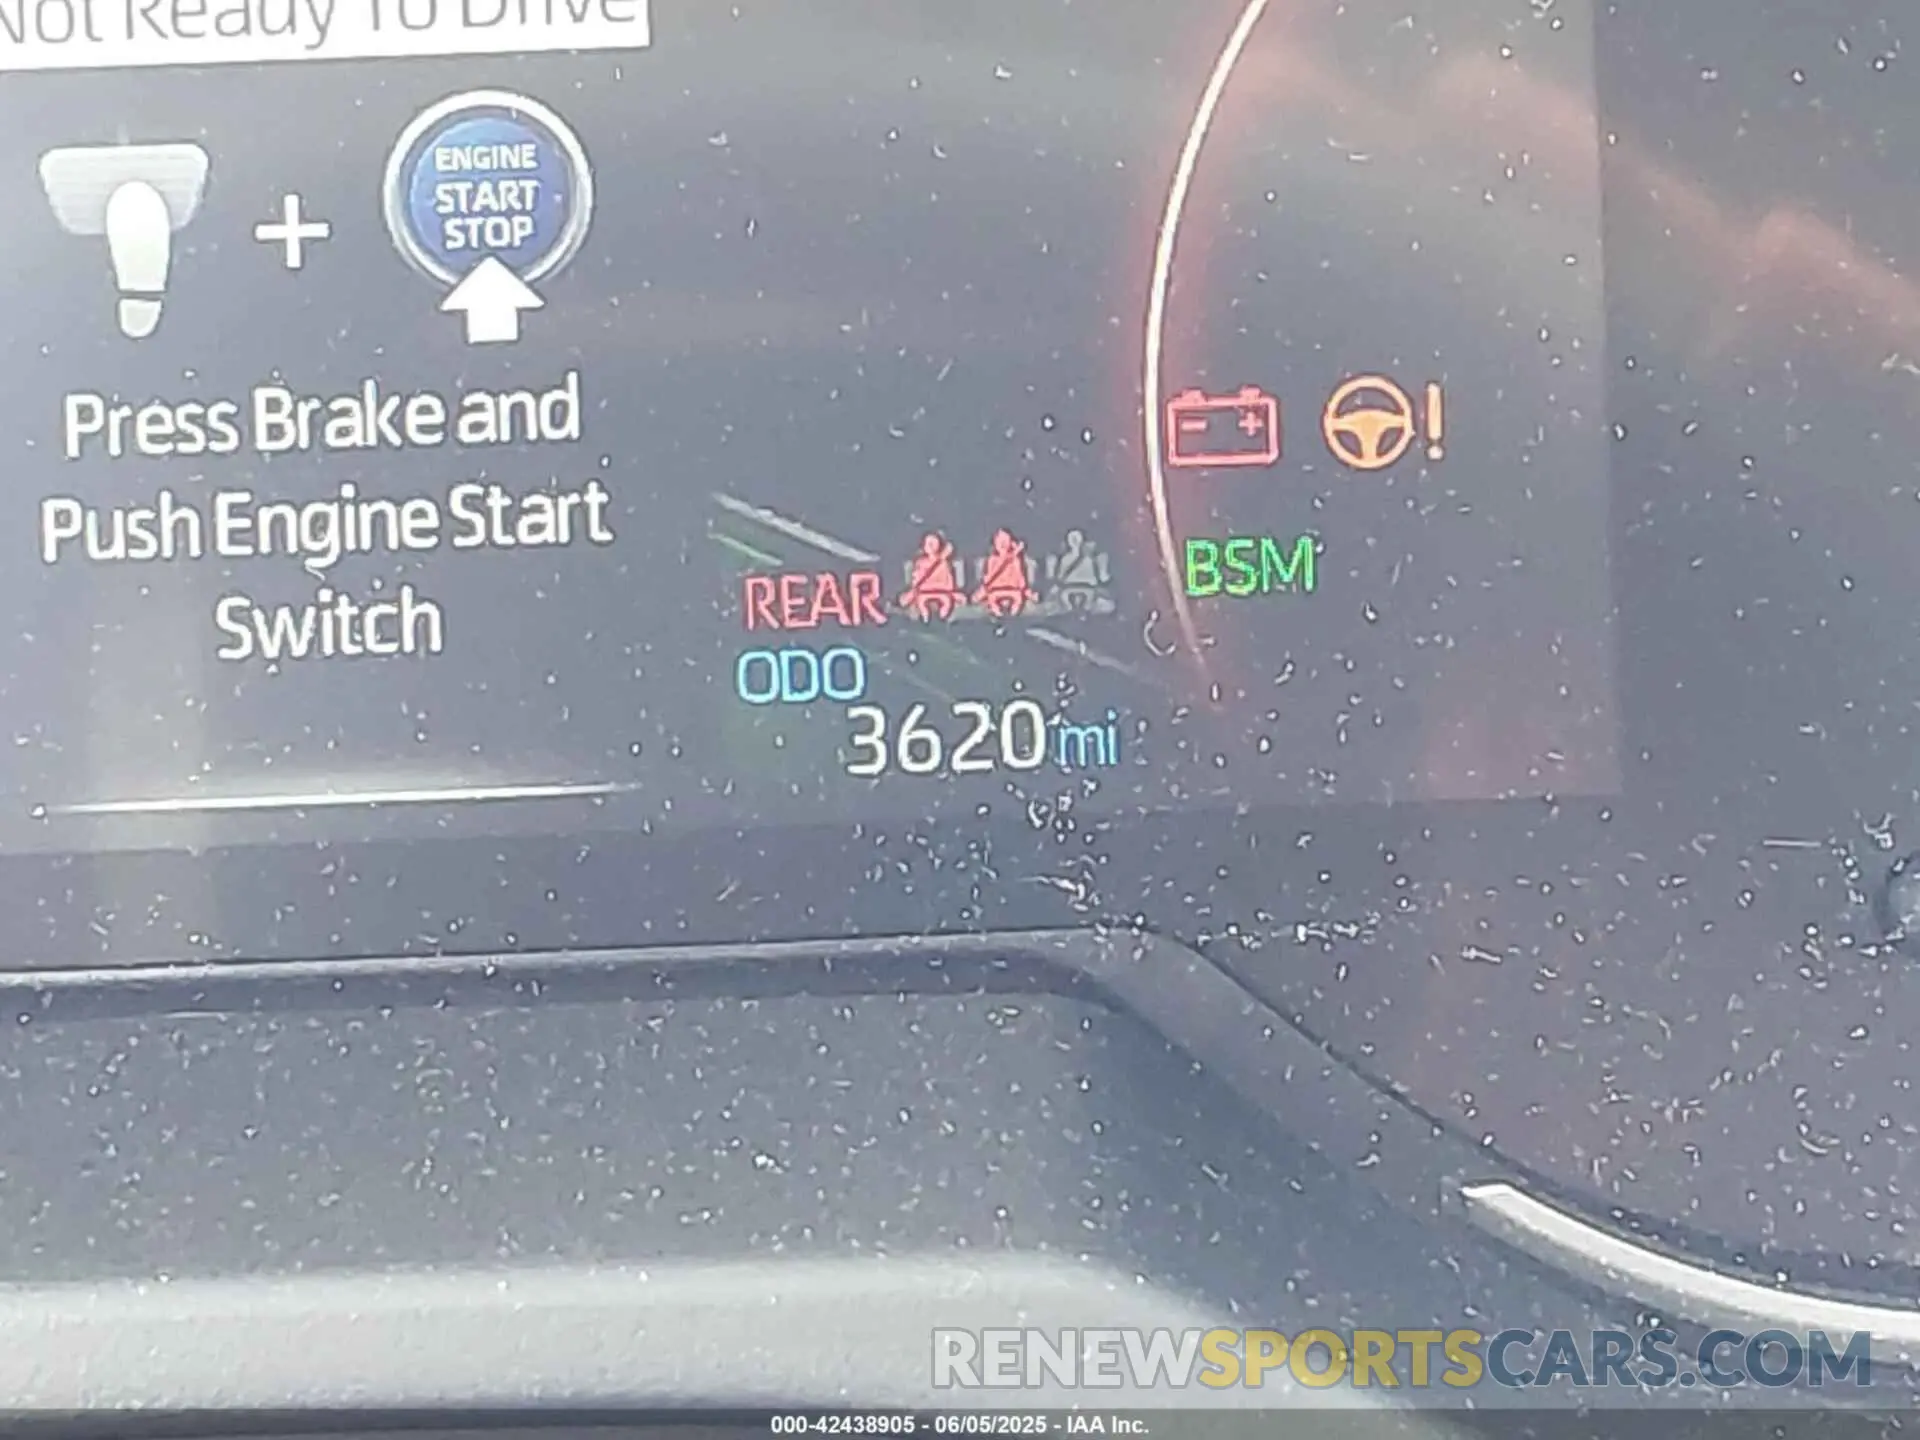 Not Ready To Drive
ENGINE
START
STOP
Press Brake and
Push Engine Start
Switch
REAR
BSM
ODO
3620 mi
RENEWSPORTSCARS.COM
000-42438905 - 06/05/2025 - IAA Inc.